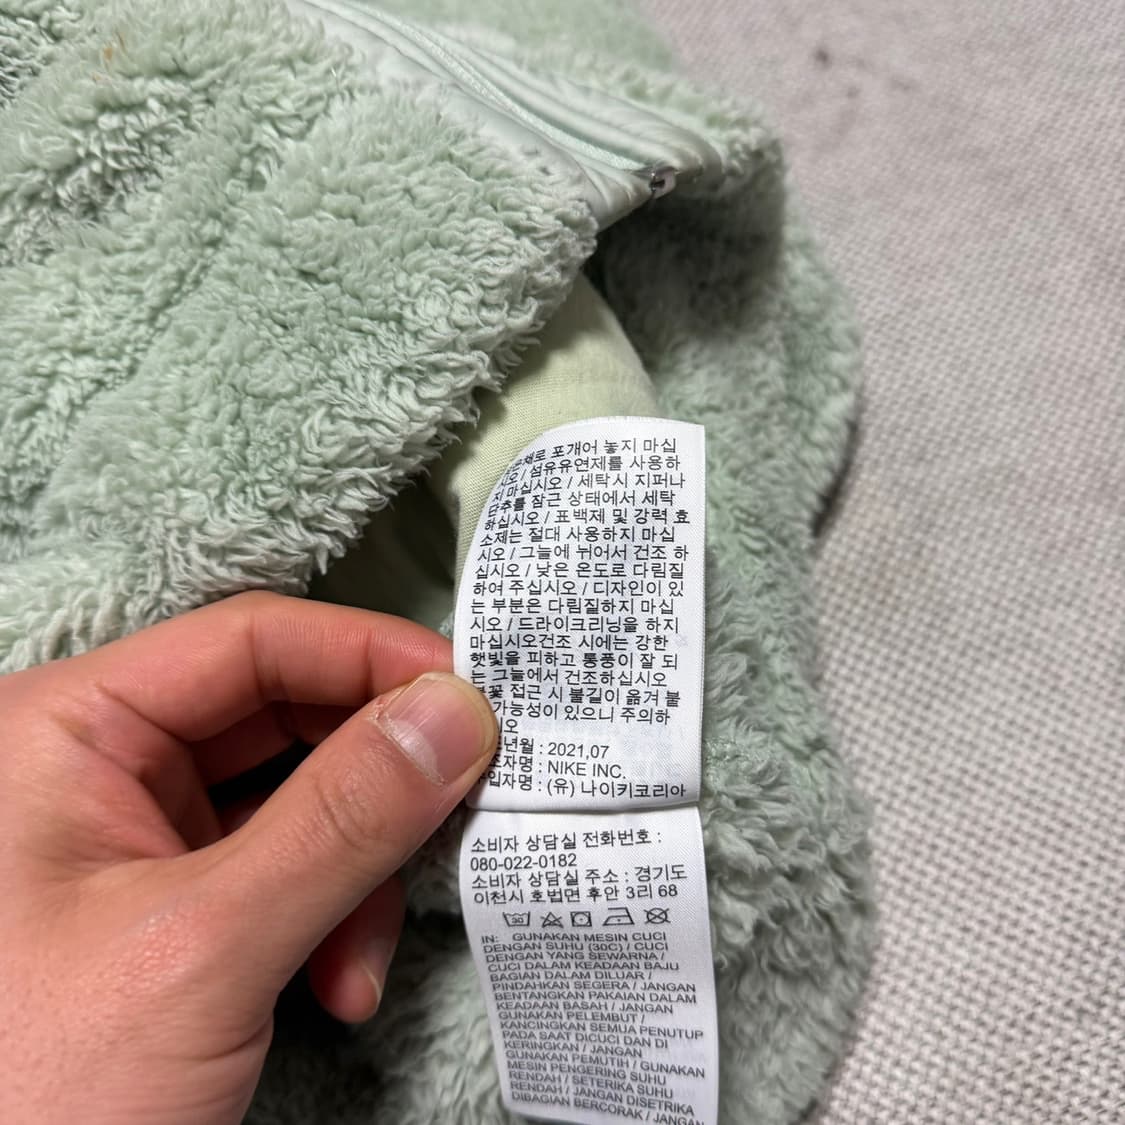 채로 포개어 놓지 마십
시오 / 섬유유연제를 사용하
지 마십시오 / 세탁시 지퍼나
단추를 잠근 상태에서 세탁
하십시오 / 표백제 및 강력 효
소제는 절대 사용하지 마십
시오 / 그늘에 뉘어서 건조 하
십시오 / 낮은 온도로 다림질
하여 주십시오 / 디자인이 있
는 부분은 다림질하지 마십
시오 / 드라이크리닝을 하지
마십시오건조 시에는 강한
햇빛을 피하고 통풍이 잘 되
는 그늘에서 건조하십시오
불꽃 접근 시 불길이 옮겨 붙
가능성이 있으니 주의하
시오
년월 : 2021,07
조자명 : NIKE INC.
수입자명 : (유) 나이키코리아
소비자 상담실 전화번호 :
080-022-0182
소비자 상담실 주소 : 경기도
이천시 호법면 후안 3리 68
30
IN: GUNAKAN MESIN CUCI
DENGAN SUHU (30C) / CUCI
DENGAN YANG SEWARNA /
CUCI DALAM KEADAAN BAJU
BAGIAN DALAM DILUAR /
PINDAHKAN SEGERA / JANGAN
BENTANGKAN PAKAIAN DALAM
KEADAAN BASAH / JANGAN
GUNAKAN PELEMBUT /
KANCINGKAN SEMUA PENUTUP
PADA SAAT DICUCI DAN DI
KERINGKAN / JANGAN
GUNAKAN PEMUTIH / GUNAKAN
MESIN PENGERING SUHU
RENDAH / SETERIKA SUHU
RENDAH / JANGAN DISETRIKA
DIBAGIAN BERCORAK / JANGAN